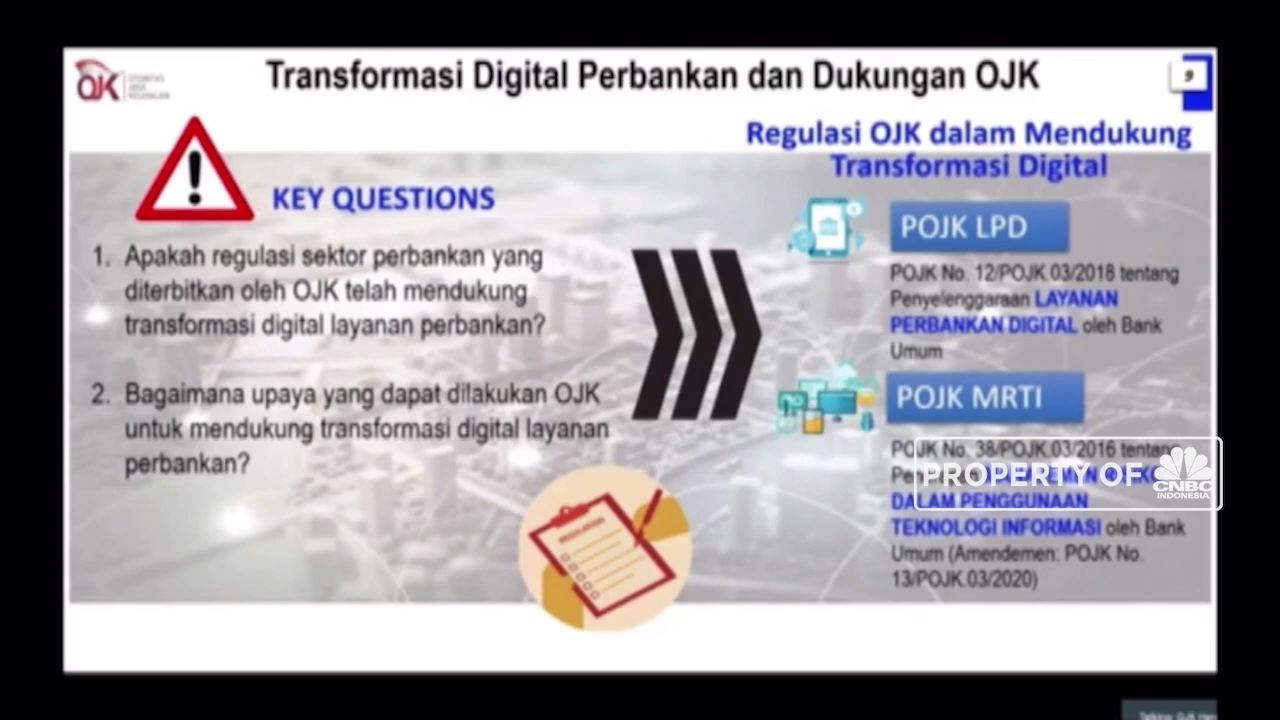 OJK
OTORITAS
JASA
KEUANGAN
Transformasi Digital Perbankan dan Dukungan OJK
9
KEY QUESTIONS
1. Apakah regulasi sektor perbankan yang
diterbitkan oleh OJK telah mendukung
transformasi digital layanan perbankan?
2. Bagaimana upaya yang dapat dilakukan OJK
untuk mendukung transformasi digital layanan
perbankan?
REGULATION
Regulasi OJK dalam Mendukung
Transformasi Digital
POJK LPD
POJK No. 12/POJK.03/2018 tentang
Penyelenggaraan LAYANAN
PERBANKAN DIGITAL oleh Bank
Umum
POJK MRTI
POJK No. 38/POJK.03/2016 tentang
DALAM PENGGUNAAN
TEKNOLOGI INFORMASI oleh Bank
Umum (Amendemen: POJK No.
13/POJK.03/2020)
PROPERTY OF
CNBC
INDONESIA